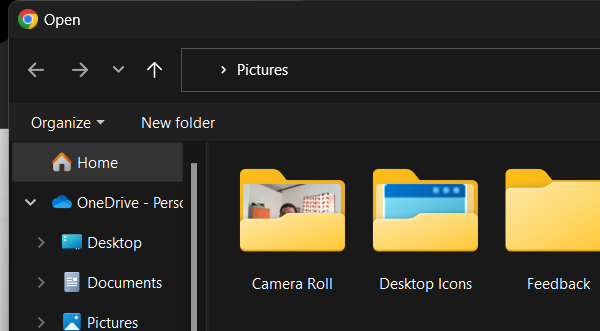 Open
Pictures
Organize
New folder
Home
OneDrive - Perso
Desktop
Documents
Pictures
Camera Roll
Desktop Icons
Feedback